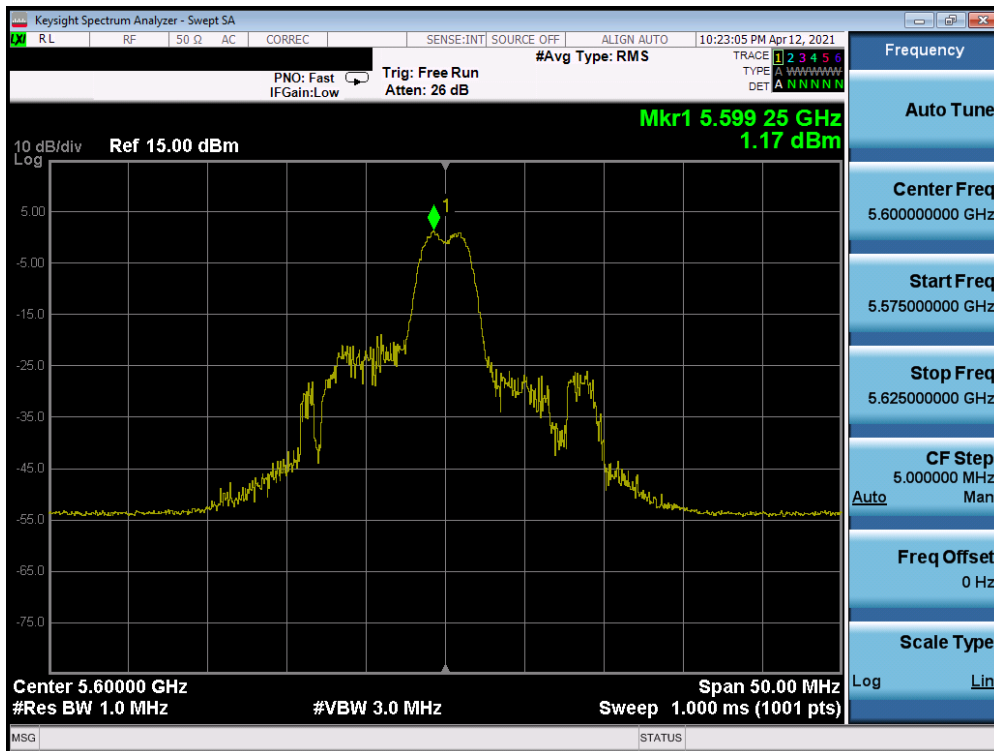 Keysight Spectrum Analyzer - Swept SA
LXI RL RF 50 Ω AC CORREC SENSE:INT SOURCE OFF ALIGN AUTO 10:23:05 PM Apr 12, 2021
#Avg Type: RMS
TRACE 1 2 3 4 5 6
PNO: Fast Trig: Free Run
TYPE A WWWWW
IFGain:Low Atten: 26 dB
DET A N N N N N
Frequency
Mkr1 5.599 25 GHz
1.17 dBm
10 dB/div Ref 15.00 dBm
Log
1
5.00
-5.00
-15.0
-25.0
-35.0
-45.0
-55.0
-65.0
-75.0
Center 5.60000 GHz Span 50.00 MHz
#Res BW 1.0 MHz #VBW 3.0 MHz Sweep 1.000 ms (1001 pts)
Auto Tune
Center Freq
5.600000000 GHz
Start Freq
5.575000000 GHz
Stop Freq
5.625000000 GHz
CF Step
5.000000 MHz
Auto Man
Freq Offset
0 Hz
Scale Type
Log Lin
MSG STATUS